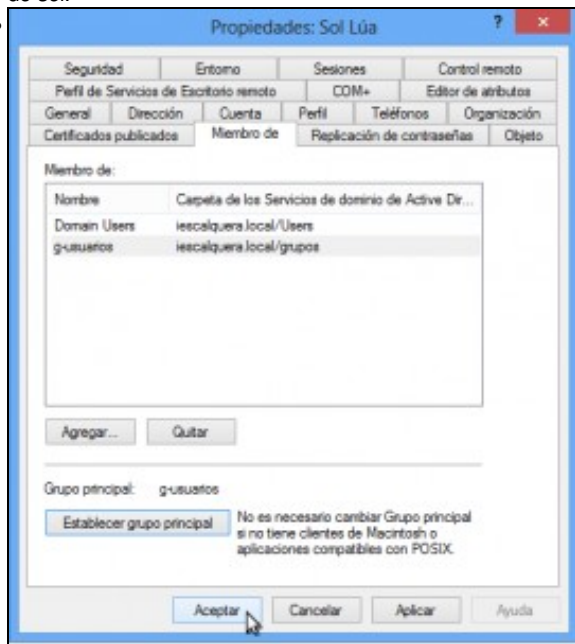 de sol.
Propiedades: Sol Lúa
? ×
Seguridad Entorno Sesiones Control remoto
Perfil de Servicios de Escritorio remoto COM+ Editor de atributos
General Dirección Cuenta Perfil Teléfonos Organización
Certificados publicados Miembro de Replicación de contraseñas Objeto
Miembro de:
Nombre Carpeta de los Servicios de dominio de Active Dir...
Domain Users iescalquera.local/Users
g-usuarios iescalquera.local/grupos
Agregar... Quitar
Grupo principal: g-usuarios
Establecer grupo principal
No es necesario cambiar Grupo principal
si no tiene clientes de Macintosh o
aplicaciones compatibles con POSIX.
Aceptar Cancelar Aplicar Ayuda